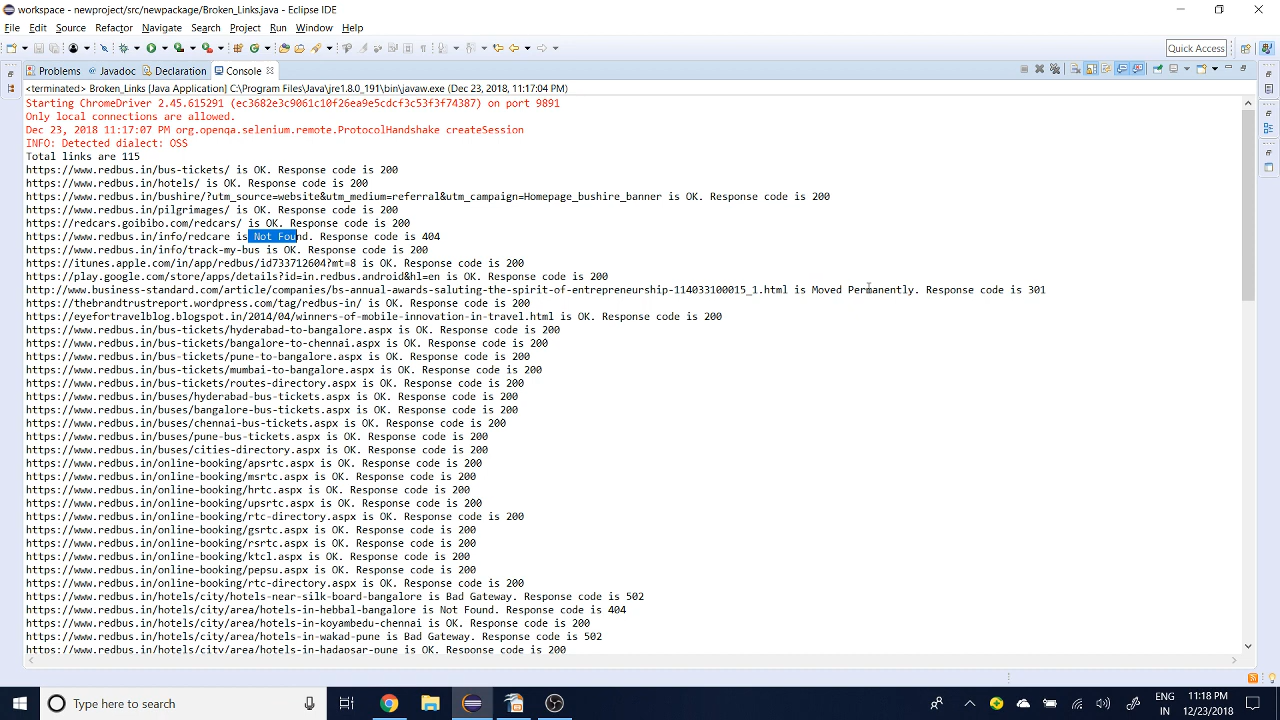 workspace - newproject/src/newpackage/Broken_Links.java - Eclipse IDE
File Edit Source Refactor Navigate Search Project Run Window Help
Quick Access
Problems Javadoc Declaration Console
<terminated> Broken_Links [Java Application] C:\Program Files\Java\jre1.8.0_191\bin\javaw.exe (Dec 23, 2018, 11:17:04 PM)
Starting ChromeDriver 2.45.615291 (ec3682e3c9061c10f26ea9e5cdcf3c53f3f74387) on port 9891
Only local connections are allowed.
Dec 23, 2018 11:17:07 PM org.openqa.selenium.remote.ProtocolHandshake createSession
INFO: Detected dialect: OSS
Total links are 115
https://www.redbus.in/bus-tickets/ is OK. Response code is 200
https://www.redbus.in/hotels/ is OK. Response code is 200
https://www.redbus.in/bushire/?utm_source=website&utm_medium=referral&utm_campaign=Homepage_bushire_banner is OK. Response code is 200
https://www.redbus.in/pilgrimages/ is OK. Response code is 200
https://redcars.goibibo.com/redcars/ is OK. Response code is 200
https://www.redbus.in/info/redcare is Not Found. Response code is 404
https://www.redbus.in/info/track-my-bus is OK. Response code is 200
https://itunes.apple.com/in/app/redbus/id733712604?mt=8 is OK. Response code is 200
https://play.google.com/store/apps/details?id=in.redbus.android&hl=en is OK. Response code is 200
http://www.business-standard.com/article/companies/bs-annual-awards-saluting-the-spirit-of-entrepreneurship-114033100015_1.html is Moved Permanently. Response code is 301
https://thebrandtrustreport.wordpress.com/tag/redbus-in/ is OK. Response code is 200
https://eyefortravelblog.blogspot.in/2014/04/winners-of-mobile-innovation-in-travel.html is OK. Response code is 200
https://www.redbus.in/bus-tickets/hyderabad-to-bangalore.aspx is OK. Response code is 200
https://www.redbus.in/bus-tickets/bangalore-to-chennai.aspx is OK. Response code is 200
https://www.redbus.in/bus-tickets/pune-to-bangalore.aspx is OK. Response code is 200
https://www.redbus.in/bus-tickets/mumbai-to-bangalore.aspx is OK. Response code is 200
https://www.redbus.in/bus-tickets/routes-directory.aspx is OK. Response code is 200
https://www.redbus.in/buses/hyderabad-bus-tickets.aspx is OK. Response code is 200
https://www.redbus.in/buses/bangalore-bus-tickets.aspx is OK. Response code is 200
https://www.redbus.in/buses/chennai-bus-tickets.aspx is OK. Response code is 200
https://www.redbus.in/buses/pune-bus-tickets.aspx is OK. Response code is 200
https://www.redbus.in/buses/cities-directory.aspx is OK. Response code is 200
https://www.redbus.in/online-booking/apsrtc.aspx is OK. Response code is 200
https://www.redbus.in/online-booking/msrtc.aspx is OK. Response code is 200
https://www.redbus.in/online-booking/hrtc.aspx is OK. Response code is 200
https://www.redbus.in/online-booking/upsrtc.aspx is OK. Response code is 200
https://www.redbus.in/online-booking/rtc-directory.aspx is OK. Response code is 200
https://www.redbus.in/online-booking/gsrtc.aspx is OK. Response code is 200
https://www.redbus.in/online-booking/rsrtc.aspx is OK. Response code is 200
https://www.redbus.in/online-booking/ktcl.aspx is OK. Response code is 200
https://www.redbus.in/online-booking/pepsu.aspx is OK. Response code is 200
https://www.redbus.in/online-booking/rtc-directory.aspx is OK. Response code is 200
https://www.redbus.in/hotels/city/hotels-near-silk-board-bangalore is Bad Gateway. Response code is 502
https://www.redbus.in/hotels/city/area/hotels-in-hebbal-bangalore is Not Found. Response code is 404
https://www.redbus.in/hotels/city/area/hotels-in-koyambedu-chennai is OK. Response code is 200
https://www.redbus.in/hotels/city/area/hotels-in-wakad-pune is Bad Gateway. Response code is 502
https://www.redbus.in/hotels/city/area/hotels-in-hadapsar-pune is OK. Response code is 200
Type here to search
ENG
IN
11:18 PM
12/23/2018